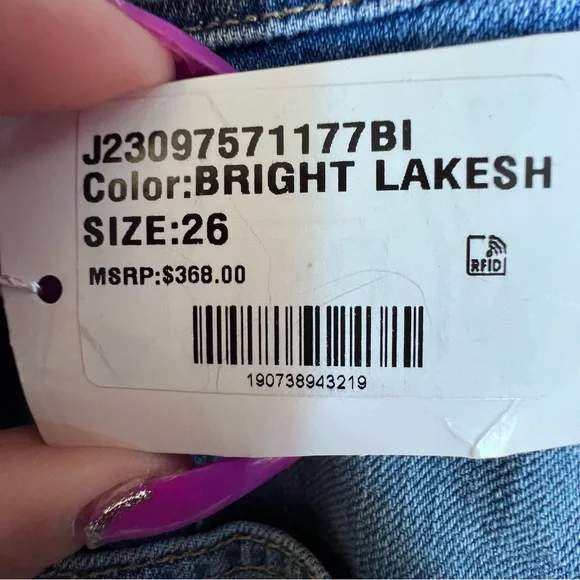 J23097571177BI
Color:BRIGHT LAKESH
SIZE:26
RFID
MSRP:$368.00
190738943219